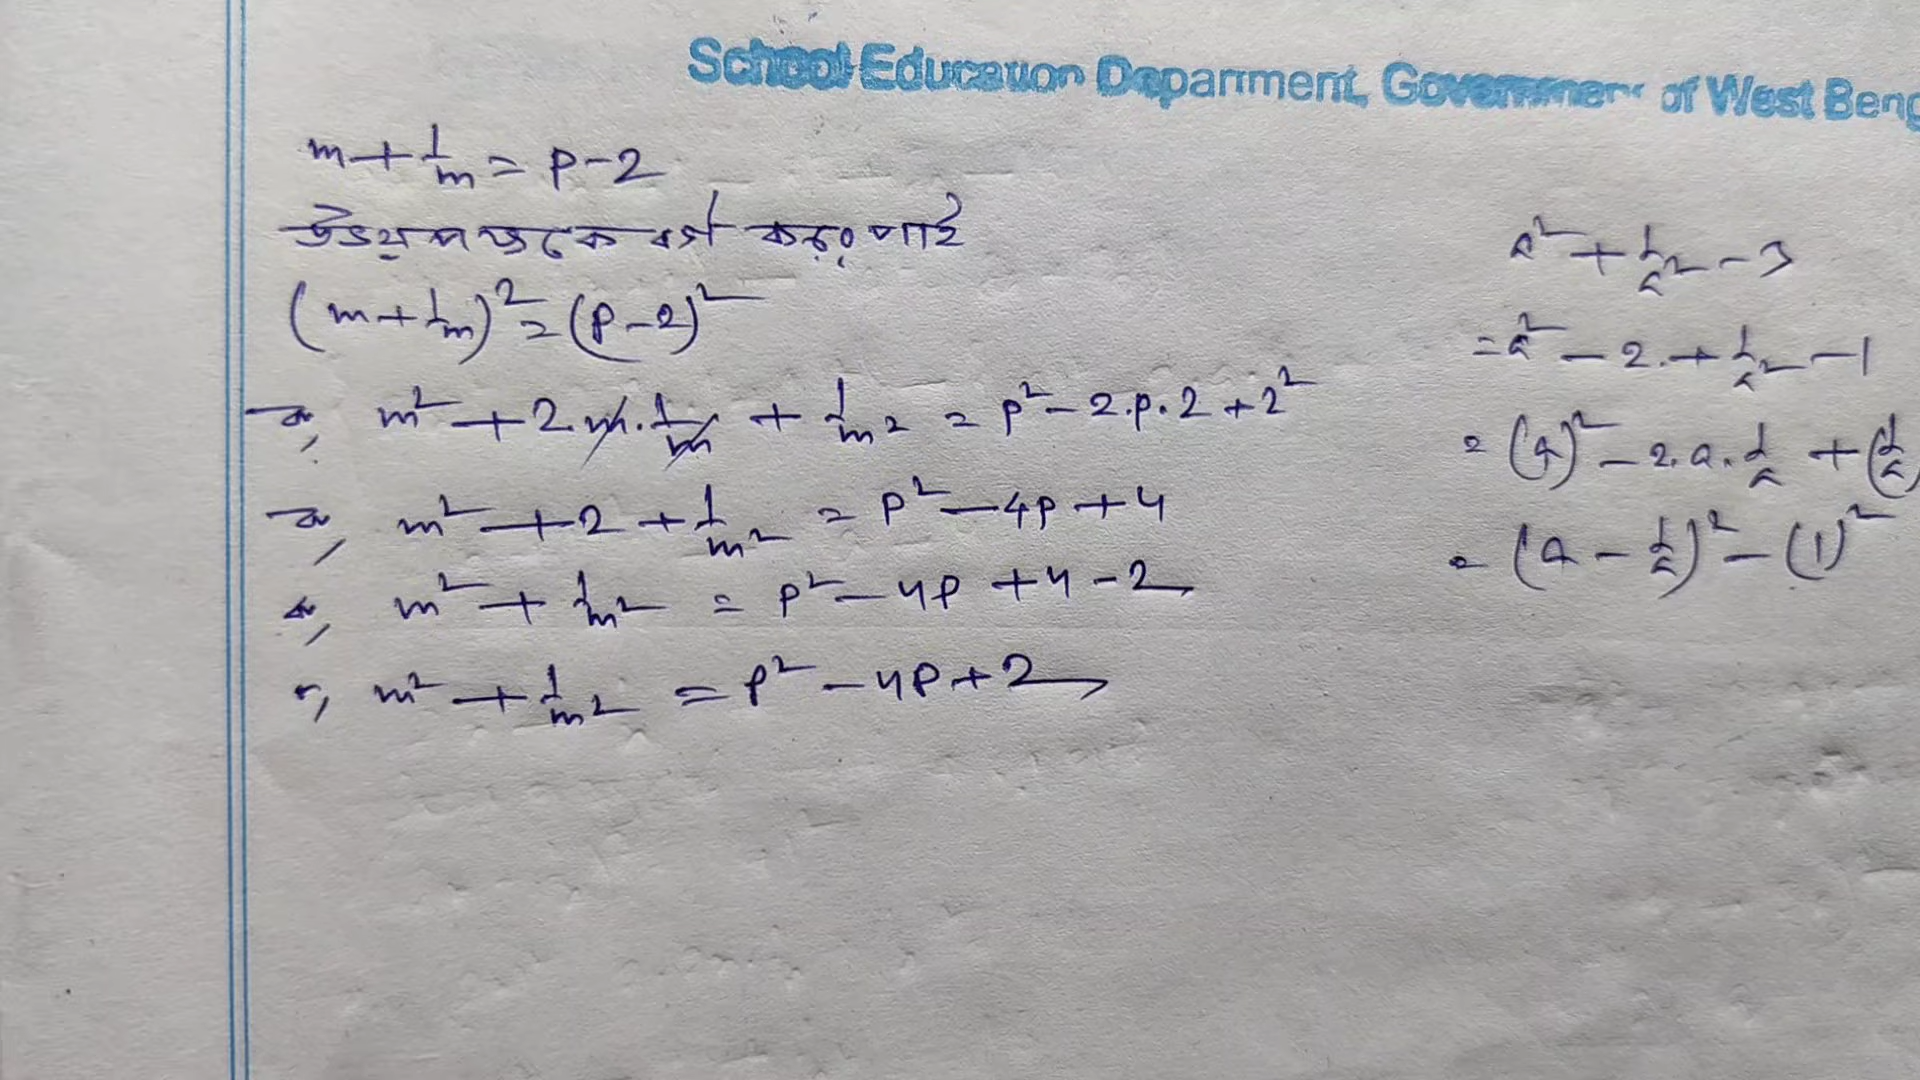 School Education Department, Government of West Beng
m + 1/m = p - 2
উভয়পক্ষকে বর্গ করে পাই
(m + 1/m)² = (p - 2)²
বা, m² + 2.m.1/m + 1/m² = p² - 2.p.2 + 2²
বা, m² + 2 + 1/m² = p² - 4p + 4
বা, m² + 1/m² = p² - 4p + 4 - 2
বা, m² + 1/m² = p² - 4p + 2
a² + 1/a² - 3
= a² - 2. + 1/a² - 1
= (a)² - 2.a.1/a + (1/a
= (a - 1/a)² - (1)²